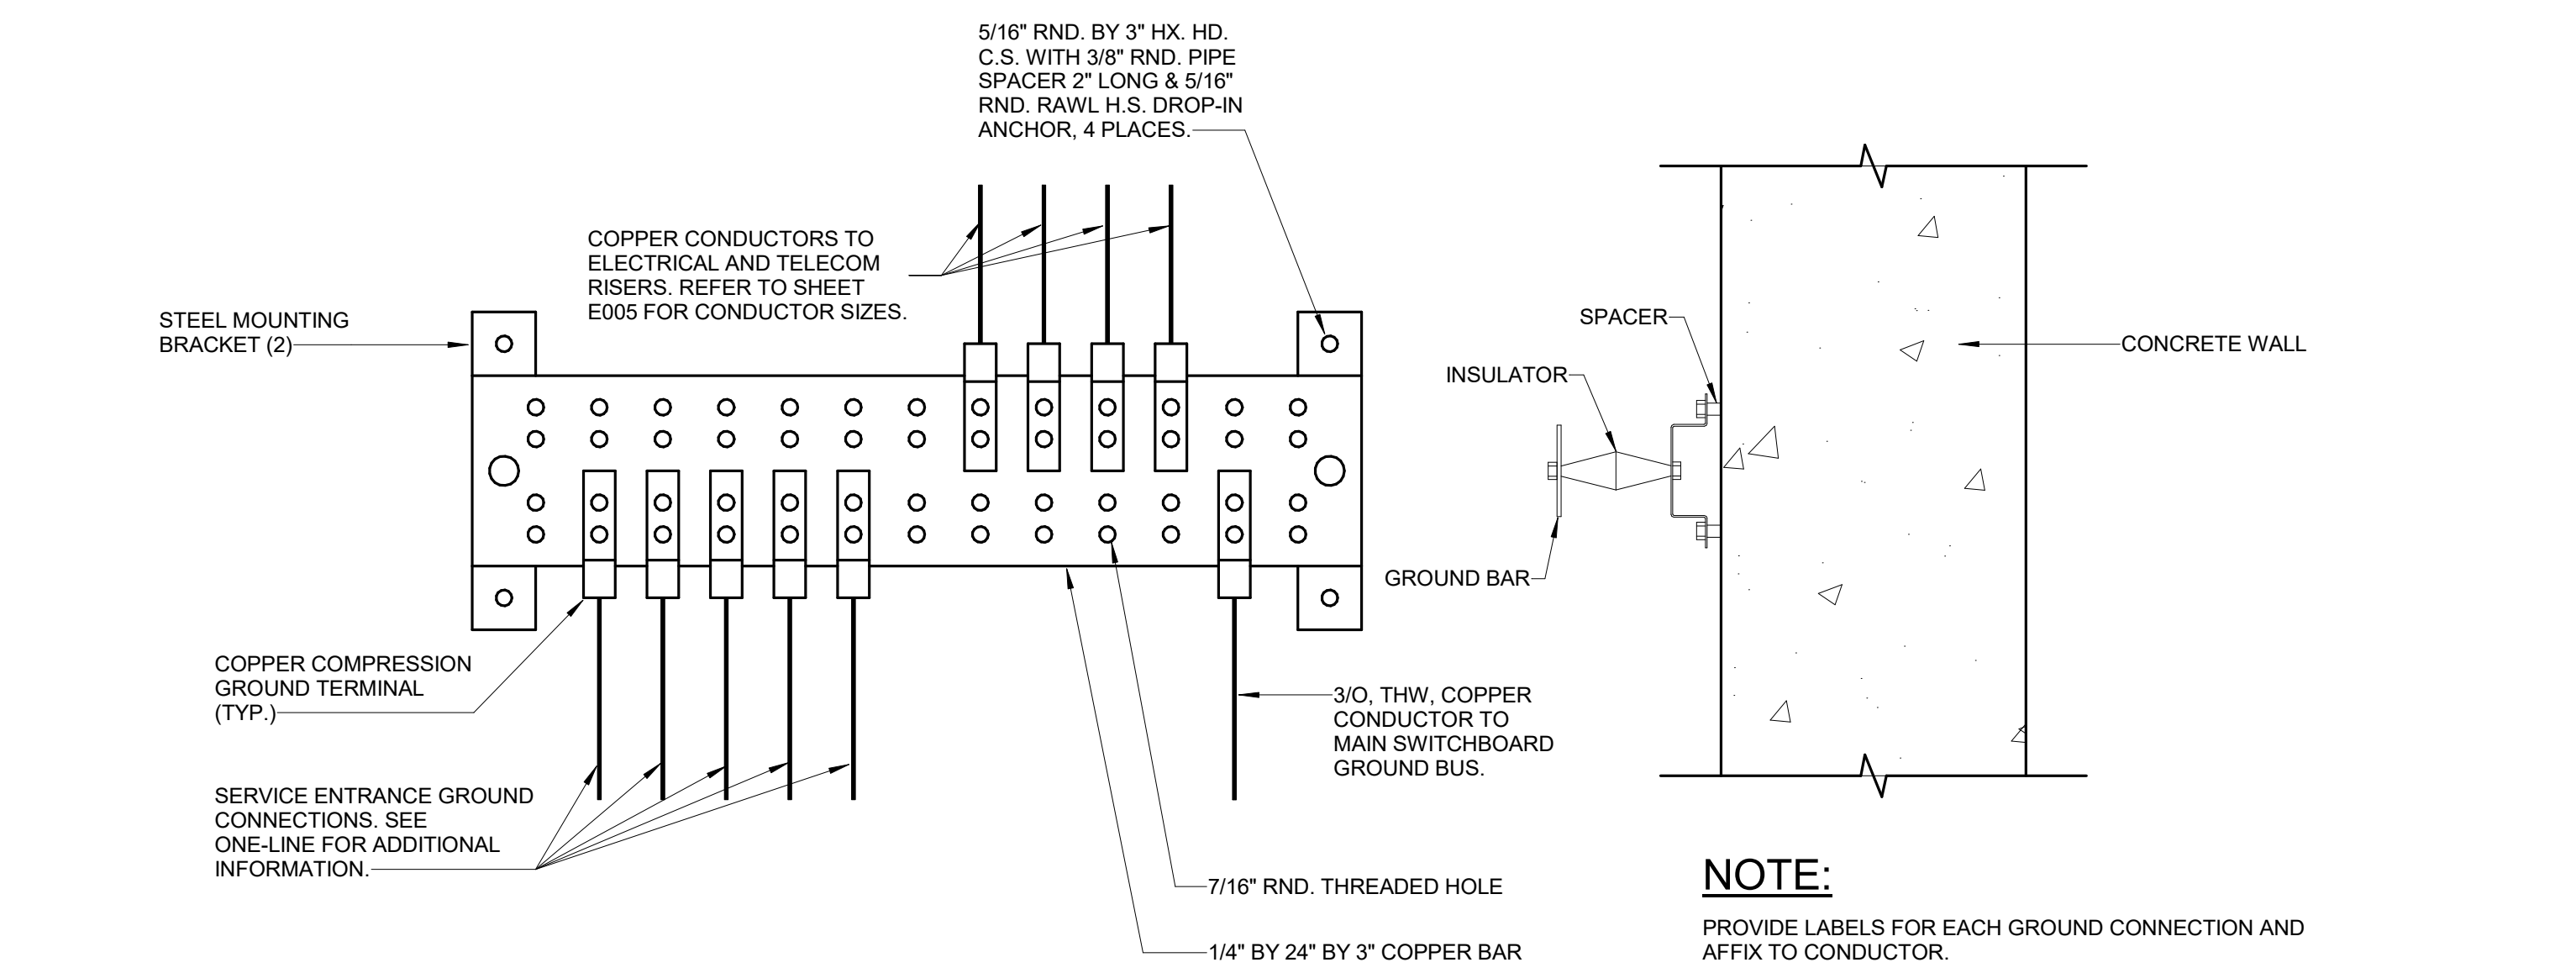 5/16" RND. BY 3" HX. HD.
C.S. WITH 3/8" RND. PIPE
SPACER 2" LONG & 5/16"
RND. RAWL H.S. DROP-IN
ANCHOR, 4 PLACES.
COPPER CONDUCTORS TO
ELECTRICAL AND TELECOM
RISERS. REFER TO SHEET
E005 FOR CONDUCTOR SIZES.
STEEL MOUNTING
BRACKET (2)
SPACER
CONCRETE WALL
INSULATOR
GROUND BAR
COPPER COMPRESSION
GROUND TERMINAL
(TYP.)
3/O, THW, COPPER
CONDUCTOR TO
MAIN SWITCHBOARD
GROUND BUS.
SERVICE ENTRANCE GROUND
CONNECTIONS. SEE
ONE-LINE FOR ADDITIONAL
INFORMATION.
7/16" RND. THREADED HOLE
1/4" BY 24" BY 3" COPPER BAR
NOTE:
PROVIDE LABELS FOR EACH GROUND CONNECTION AND
AFFIX TO CONDUCTOR.